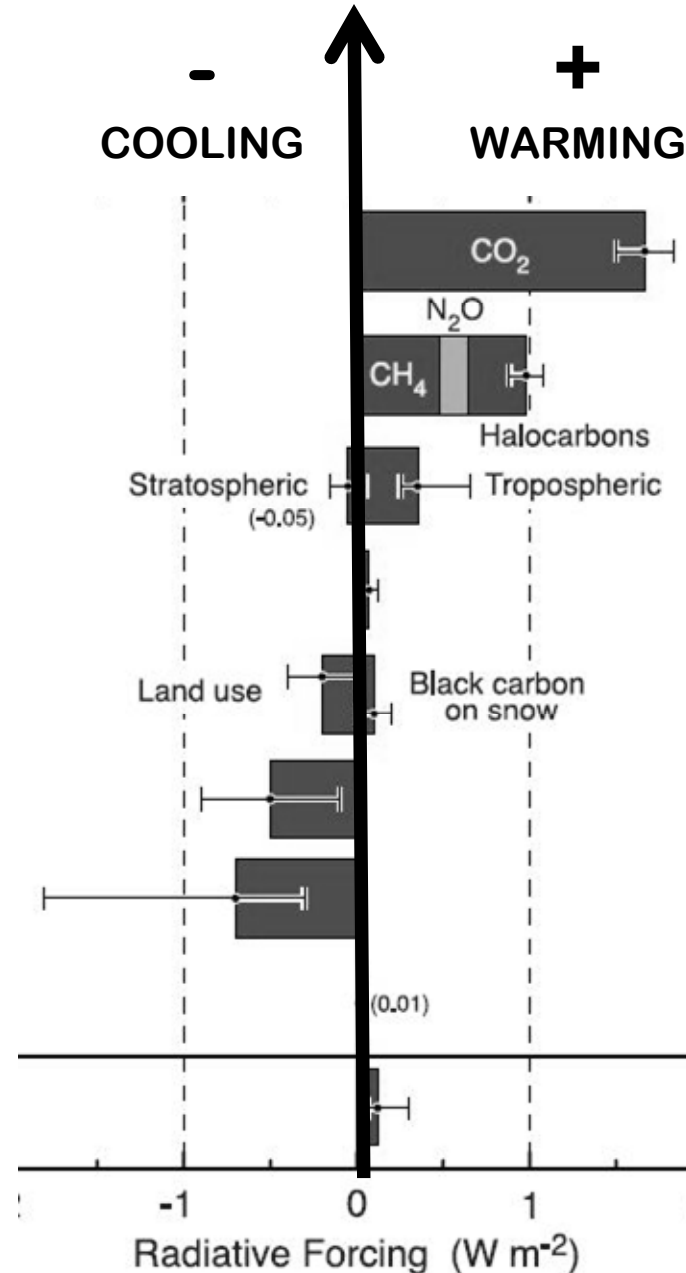 - +
COOLING WARMING
CO₂
N₂O
CH₄
Halocarbons
Stratospheric Tropospheric
(-0.05)
Land use Black carbon
on snow
(0.01)
-1 0 1
Radiative Forcing (W m⁻²)